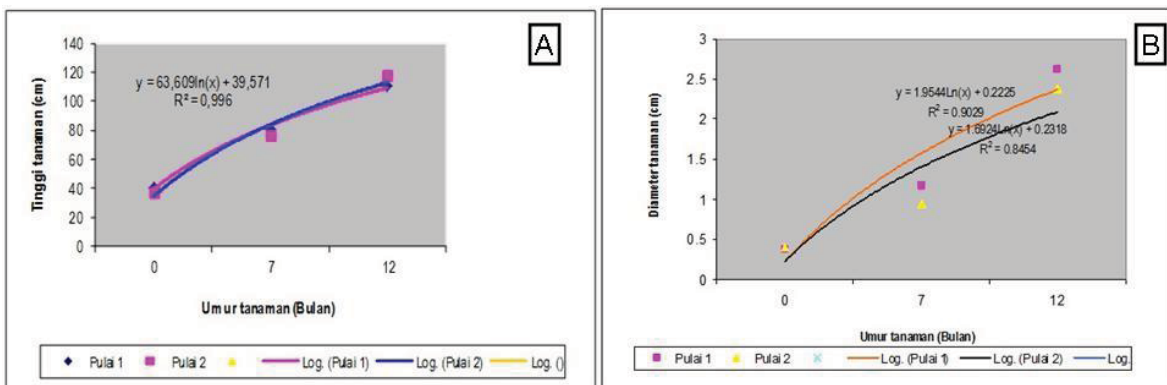 A
140
120
100
80
60
40
20
0
Tinggi tanaman (cm)
y = 63,609ln(x) + 39,571
R² = 0,996
0 7 12
Umur tanaman (Bulan)
Pulai 1 Pulai 2 Log. (Pulai 1) Log. (Pulai 2) Log. ()
B
3
2.5
2
1.5
1
0.5
0
Diameter tanaman (cm)
y = 1.9544Ln(x) + 0.2225
R² = 0.9029
y = 1.6924Ln(x) + 0.2318
R² = 0.8454
0 7 12
Umur tanaman (Bulan)
Pulai 1 Pulai 2 Log. (Pulai 1) Log. (Pulai 2) Log.